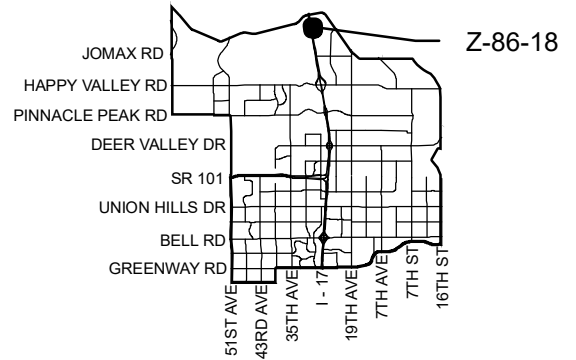 Z-86-18
JOMAX RD
HAPPY VALLEY RD
PINNACLE PEAK RD
DEER VALLEY DR
SR 101
UNION HILLS DR
BELL RD
GREENWAY RD
51ST AVE
43RD AVE
35TH AVE
I - 17
19TH AVE
7TH AVE
7TH ST
16TH ST